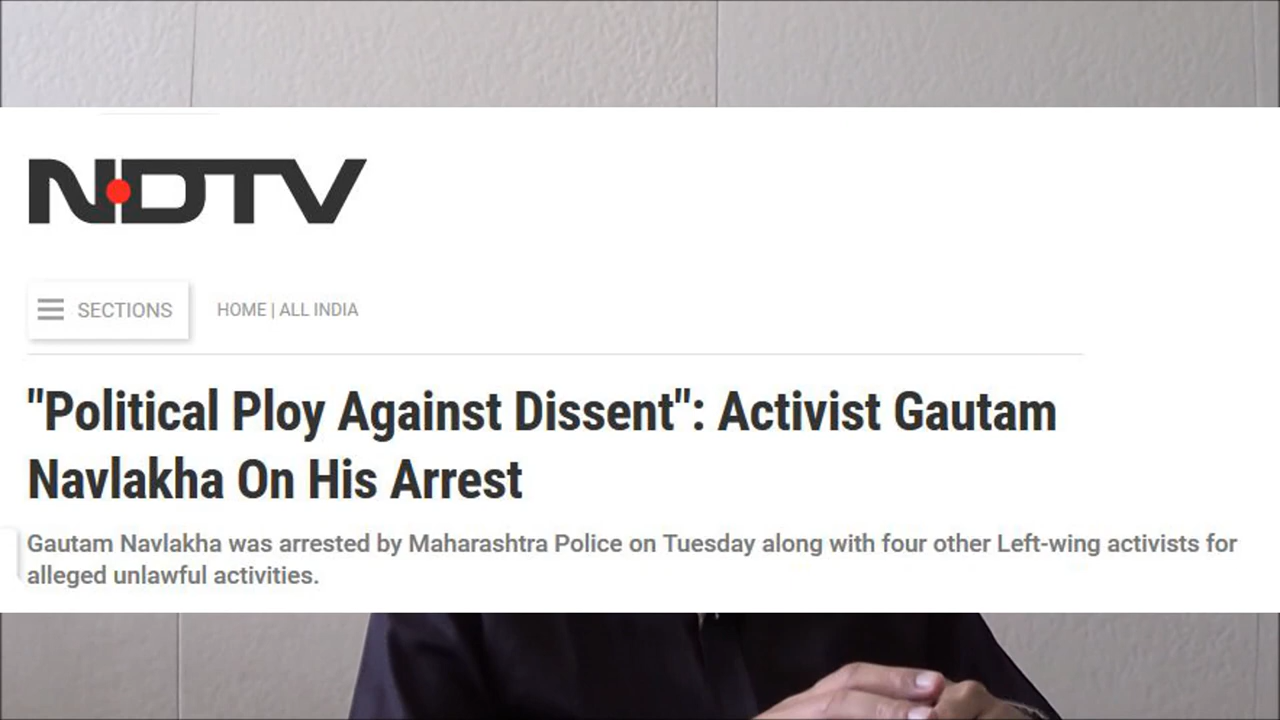 NDTV
SECTIONS
HOME | ALL INDIA
"Political Ploy Against Dissent": Activist Gautam
Navlakha On His Arrest
Gautam Navlakha was arrested by Maharashtra Police on Tuesday along with four other Left-wing activists for
alleged unlawful activities.